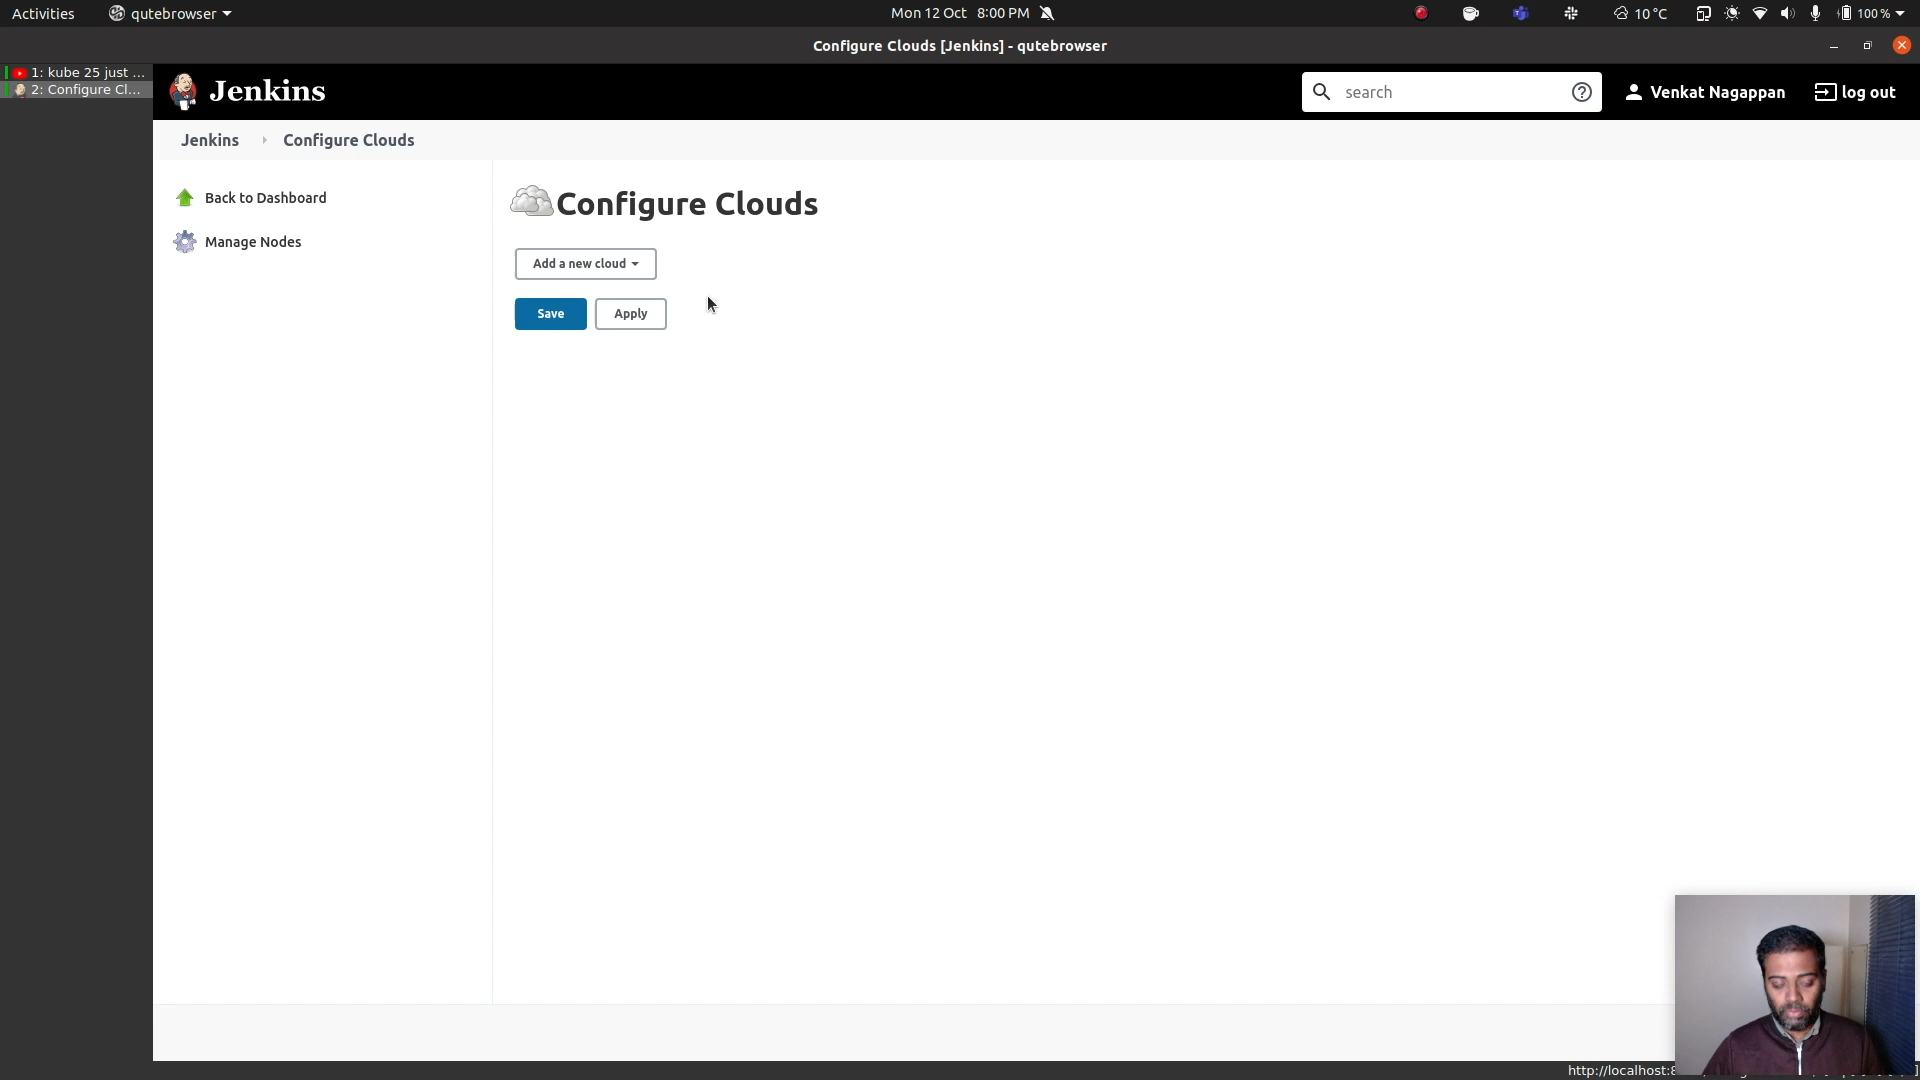 Activities
qutebrowser
Mon 12 Oct 8:00 PM
10 °C
100 %
Configure Clouds [Jenkins] - qutebrowser
1: kube 25 just ...
2: Configure Cl...
Jenkins
search
Venkat Nagappan
log out
Jenkins
Configure Clouds
Back to Dashboard
Manage Nodes
Configure Clouds
Add a new cloud
Save
Apply
http://localhost:8